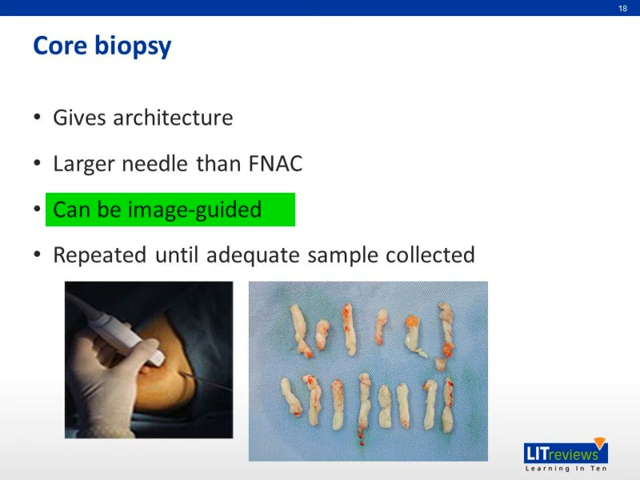 18
Core biopsy
• Gives architecture
• Larger needle than FNAC
• Can be image-guided
• Repeated until adequate sample collected
LITreviews
Learning In Ten